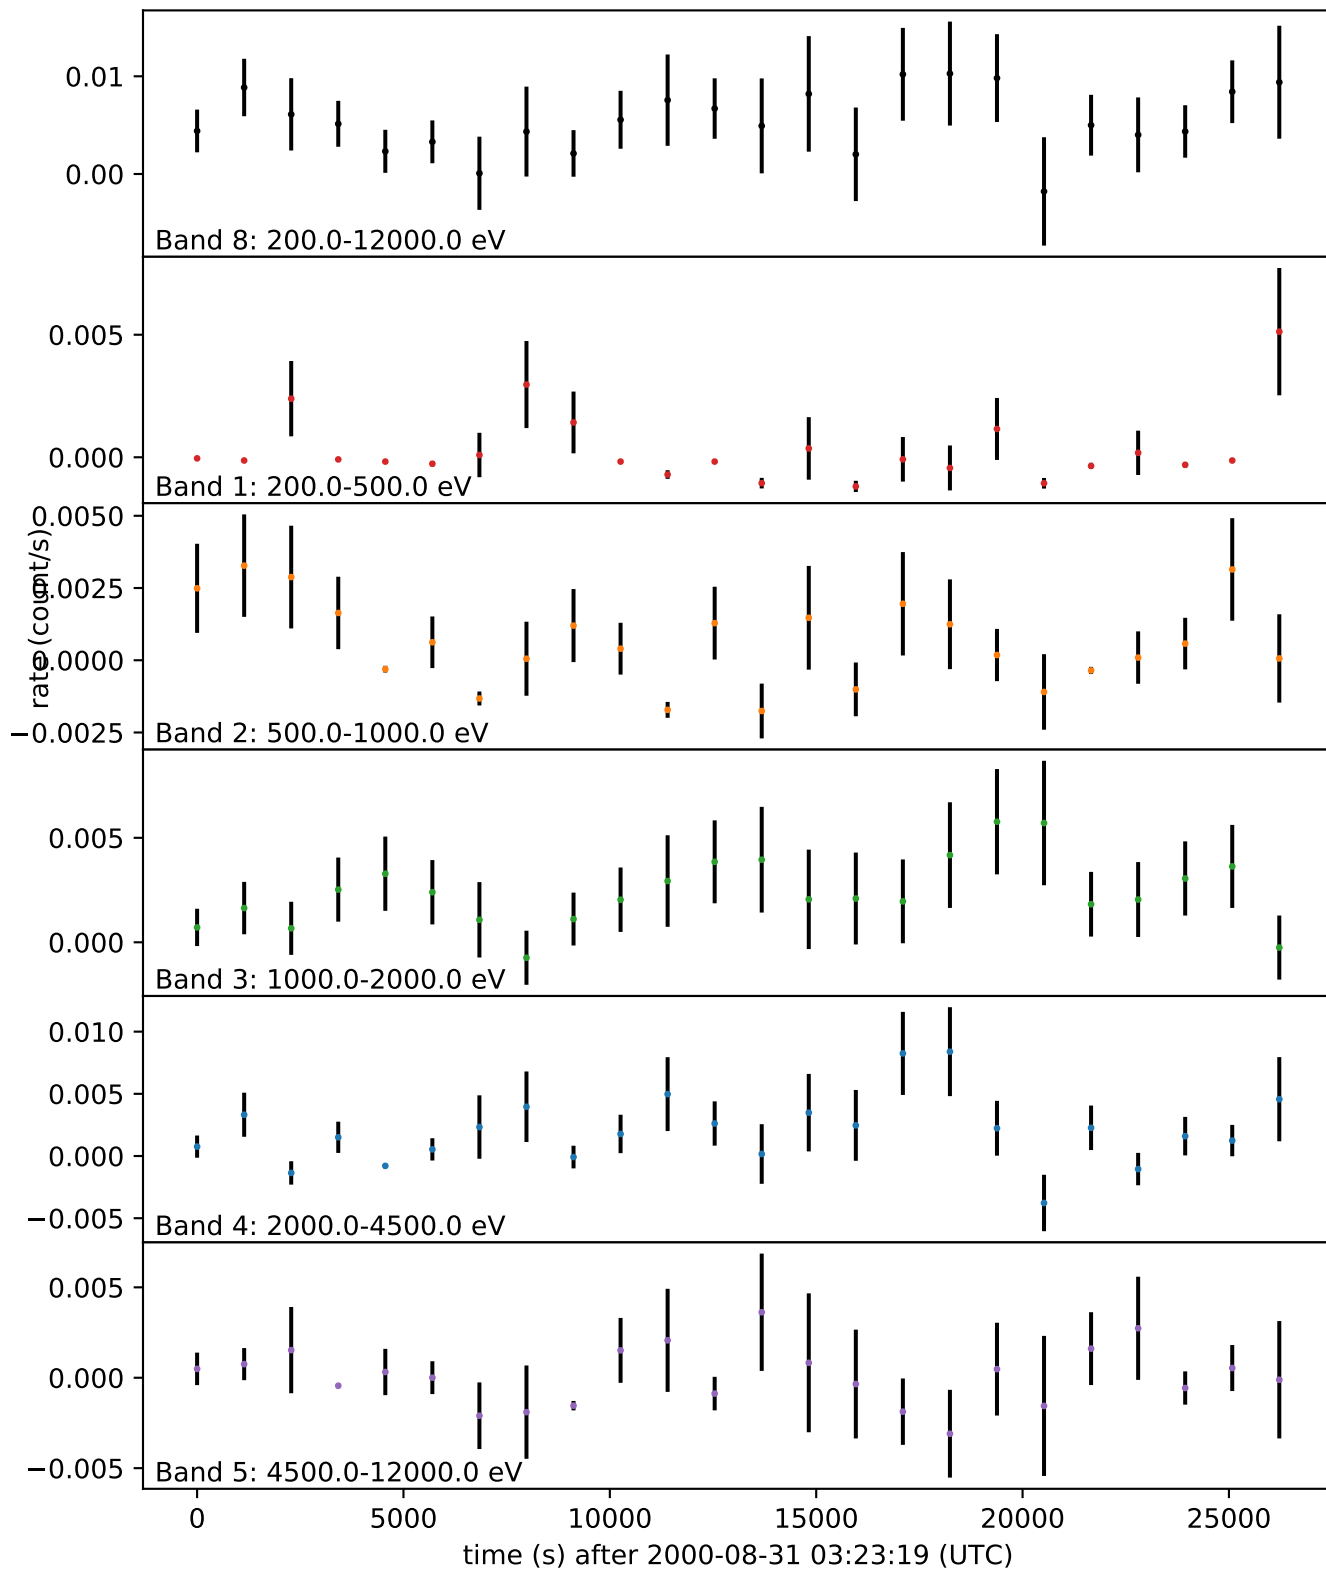 0.01
0.00
Band 8: 200.0-12000.0 eV
0.005
0.000
Band 1: 200.0-500.0 eV
rate (count/s)
0.0050
0.0025
0.0000
−0.0025
Band 2: 500.0-1000.0 eV
0.005
0.000
Band 3: 1000.0-2000.0 eV
0.010
0.005
0.000
−0.005
Band 4: 2000.0-4500.0 eV
0.005
0.000
−0.005
Band 5: 4500.0-12000.0 eV
0 5000 10000 15000 20000 25000
time (s) after 2000-08-31 03:23:19 (UTC)